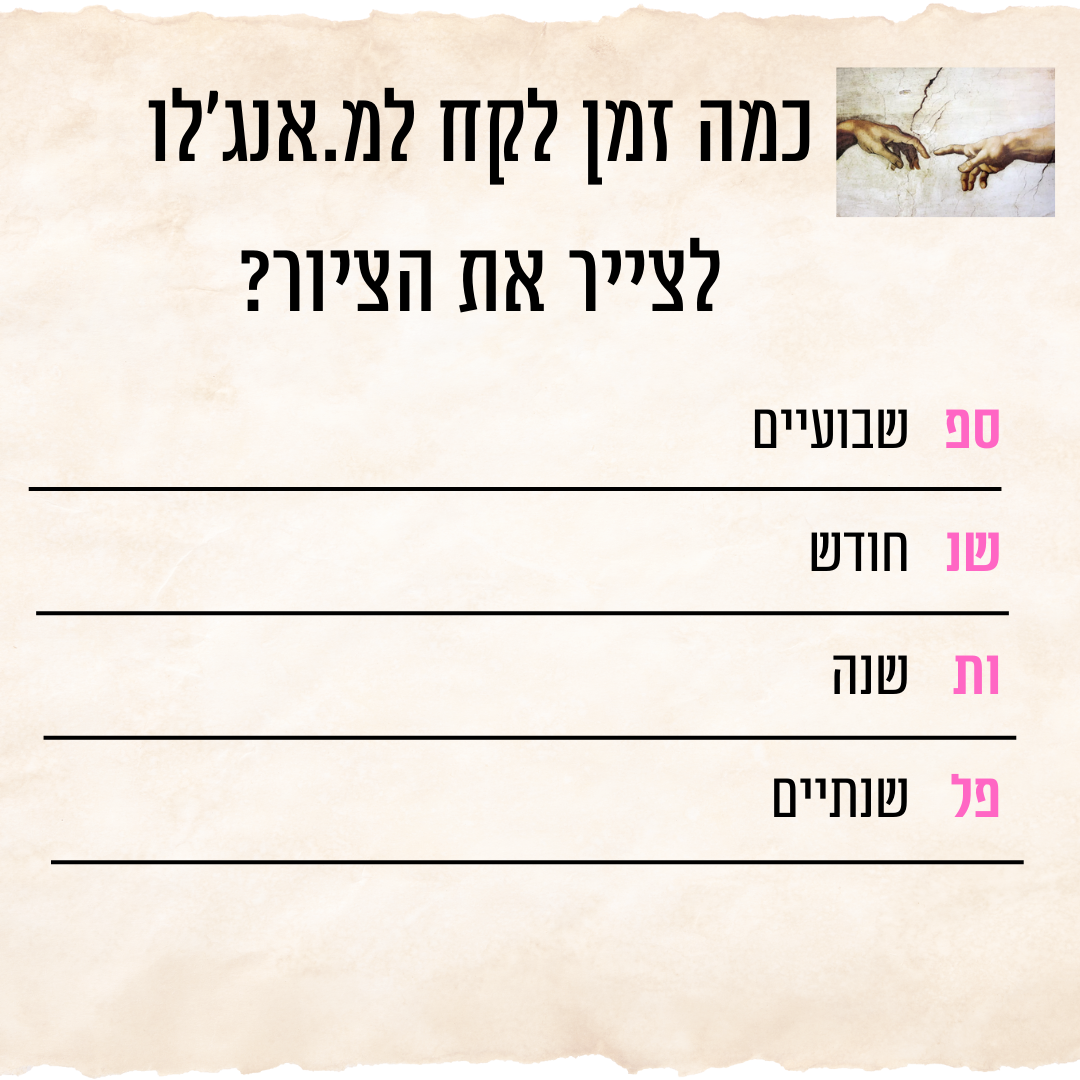 כמה זמן לקח למ.אנג'לו
לצייר את הציור?
ספ שבועיים
שנ חודש
ות שנה
פל שנתיים